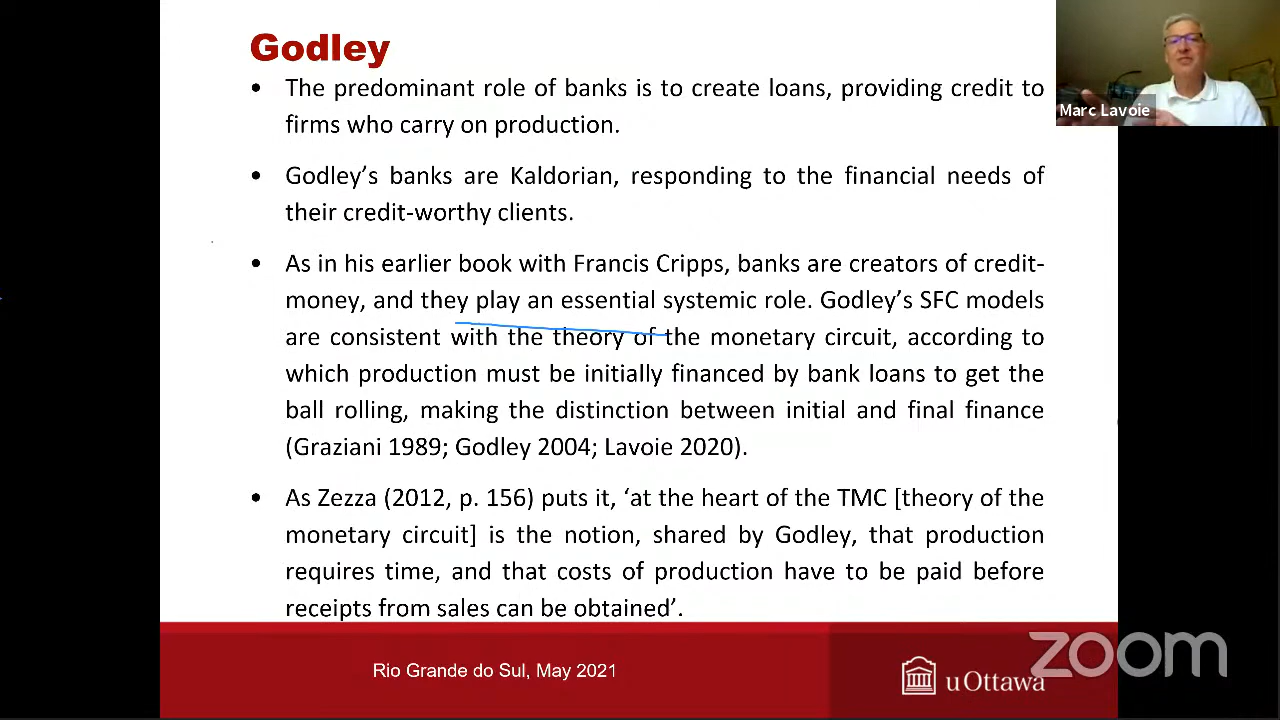 Godley
• The predominant role of banks is to create loans, providing credit to
firms who carry on production.
• Godley’s banks are Kaldorian, responding to the financial needs of
their credit-worthy clients.
• As in his earlier book with Francis Cripps, banks are creators of credit-
money, and they play an essential systemic role. Godley’s SFC models
are consistent with the theory of the monetary circuit, according to
which production must be initially financed by bank loans to get the
ball rolling, making the distinction between initial and final finance
(Graziani 1989; Godley 2004; Lavoie 2020).
• As Zezza (2012, p. 156) puts it, ‘at the heart of the TMC [theory of the
monetary circuit] is the notion, shared by Godley, that production
requires time, and that costs of production have to be paid before
receipts from sales can be obtained’.
Marc Lavoie
Rio Grande do Sul, May 2021
uOttawa
zoom